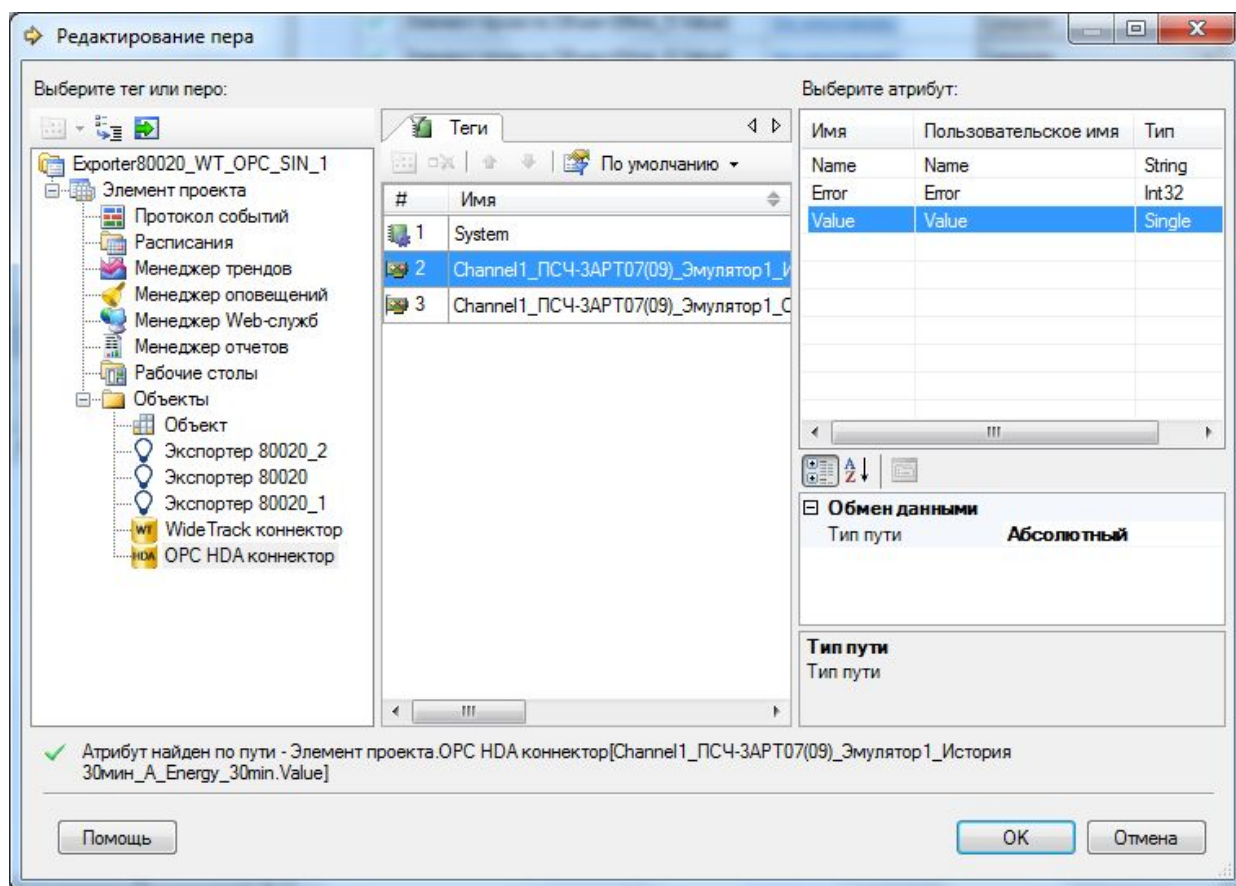 Редактирование пера
Выберите тег или перо:
Exporter80020_WT_OPC_SIN_1
Элемент проекта
Протокол событий
Расписания
Менеджер трендов
Менеджер оповещений
Менеджер Web-служб
Менеджер отчетов
Рабочие столы
Объекты
Объект
Экспортер 80020_2
Экспортер 80020
Экспортер 80020_1
WT WideTrack коннектор
HDA OPC HDA коннектор
Теги
По умолчанию
# Имя
1 System
2 Channel1_ПСЧ-3АРТ07(09)_Эмулятор1_И
3 Channel1_ПСЧ-3АРТ07(09)_Эмулятор1_С
Выберите атрибут:
Имя Пользовательское имя Тип
Name Name String
Error Error Int32
Value Value Single
Обмен данными
Тип пути Абсолютный
Тип пути
Тип пути
Атрибут найден по пути - Элемент проекта.OPC HDA коннектор[Channel1_ПСЧ-3АРТ07(09)_Эмулятор1_История
30мин_A_Energy_30min.Value]
Помощь
OK
Отмена